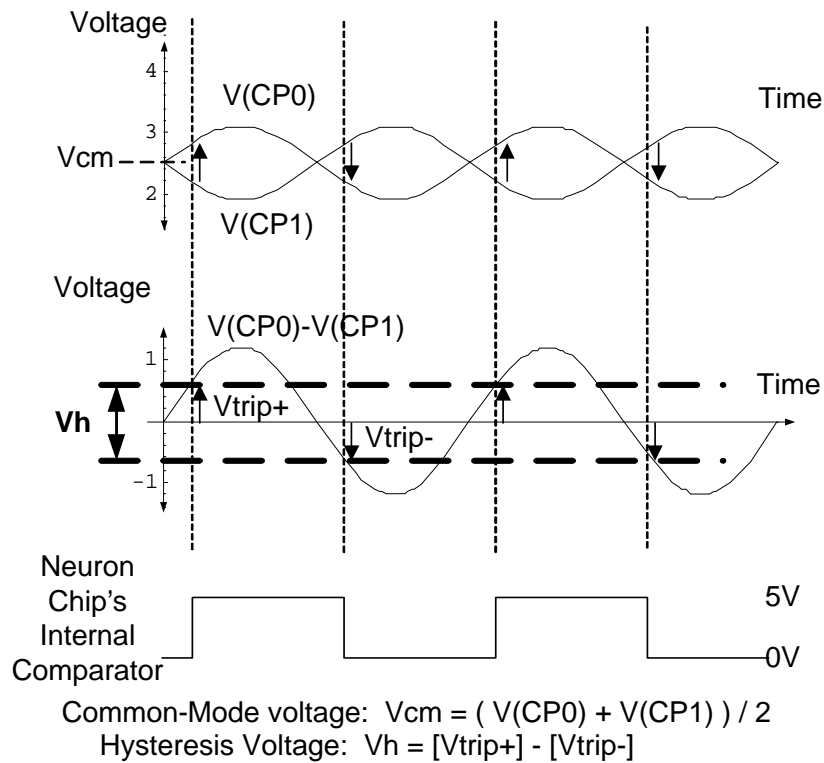 Voltage
4
V(CP0)
Time
3
Vcm
2
V(CP1)
Voltage
V(CP0)-V(CP1)
1
Time
Vtrip+
Vh
Vtrip-
-1
Neuron
Chip's
Internal
Comparator
5V
0V
Common-Mode voltage: Vcm = ( V(CP0) + V(CP1) ) / 2
Hysteresis Voltage: Vh = [Vtrip+] - [Vtrip-]